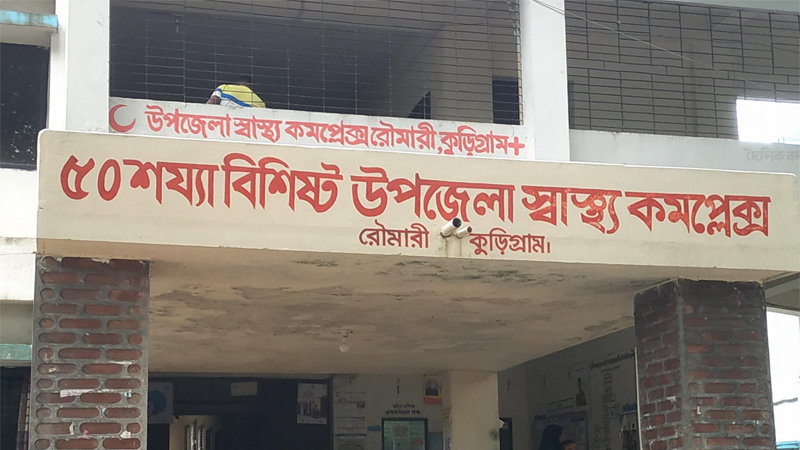 উপজেলা স্বাস্থ্য কমপ্লেক্স রৌমারী, কুড়িগ্রাম
৫০ শয্যা বিশিষ্ট উপজেলা স্বাস্থ্য কমপ্লেক্স
রৌমারী কুড়িগ্রাম।